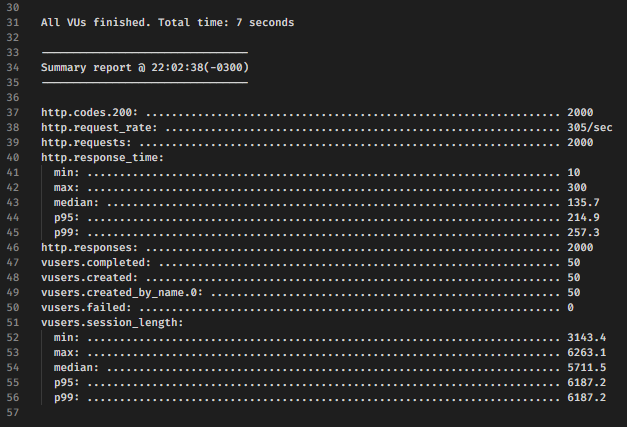 30
31 All VUs finished. Total time: 7 seconds
32
33 --------------------------------
34 Summary report @ 22:02:38(-0300)
35 --------------------------------
36
37 http.codes.200: ................................................................ 2000
38 http.request_rate: ............................................................. 305/sec
39 http.requests: ................................................................. 2000
40 http.response_time:
41 min: ......................................................................... 10
42 max: ......................................................................... 300
43 median: ...................................................................... 135.7
44 p95: ......................................................................... 214.9
45 p99: ......................................................................... 257.3
46 http.responses: ................................................................ 2000
47 vusers.completed: .............................................................. 50
48 vusers.created: ................................................................ 50
49 vusers.created_by_name.0: ...................................................... 50
50 vusers.failed: ................................................................. 0
51 vusers.session_length:
52 min: ......................................................................... 3143.4
53 max: ......................................................................... 6263.1
54 median: ...................................................................... 5711.5
55 p95: ......................................................................... 6187.2
56 p99: ......................................................................... 6187.2
57